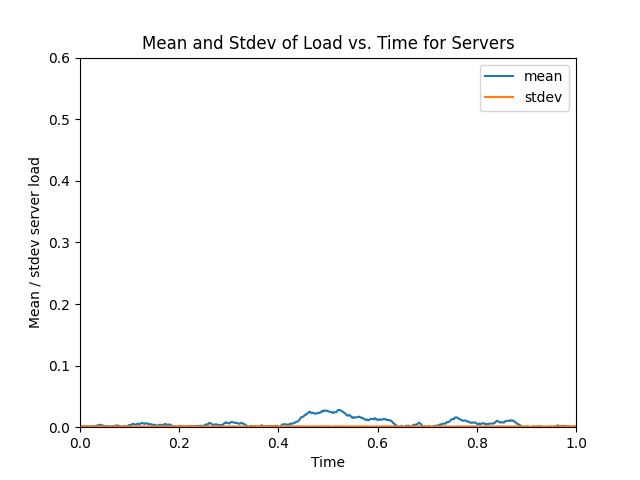 Mean and Stdev of Load vs. Time for Servers
mean
stdev
Mean / stdev server load
0.6
0.5
0.4
0.3
0.2
0.1
0.0
0.0 0.2 0.4 0.6 0.8 1.0
Time